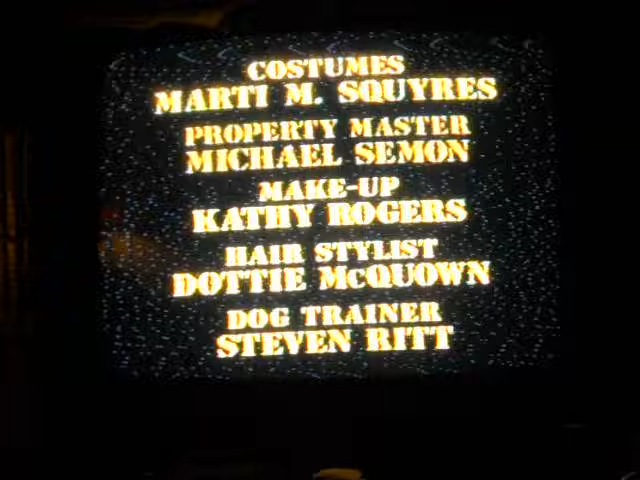 COSTUMES
MARTI M. SQUYRES
PROPERTY MASTER
MICHAEL SEMON
MAKE-UP
KATHY ROGERS
HAIR STYLIST
DOTTIE McQUOWN
DOG TRAINER
STEVEN RITT